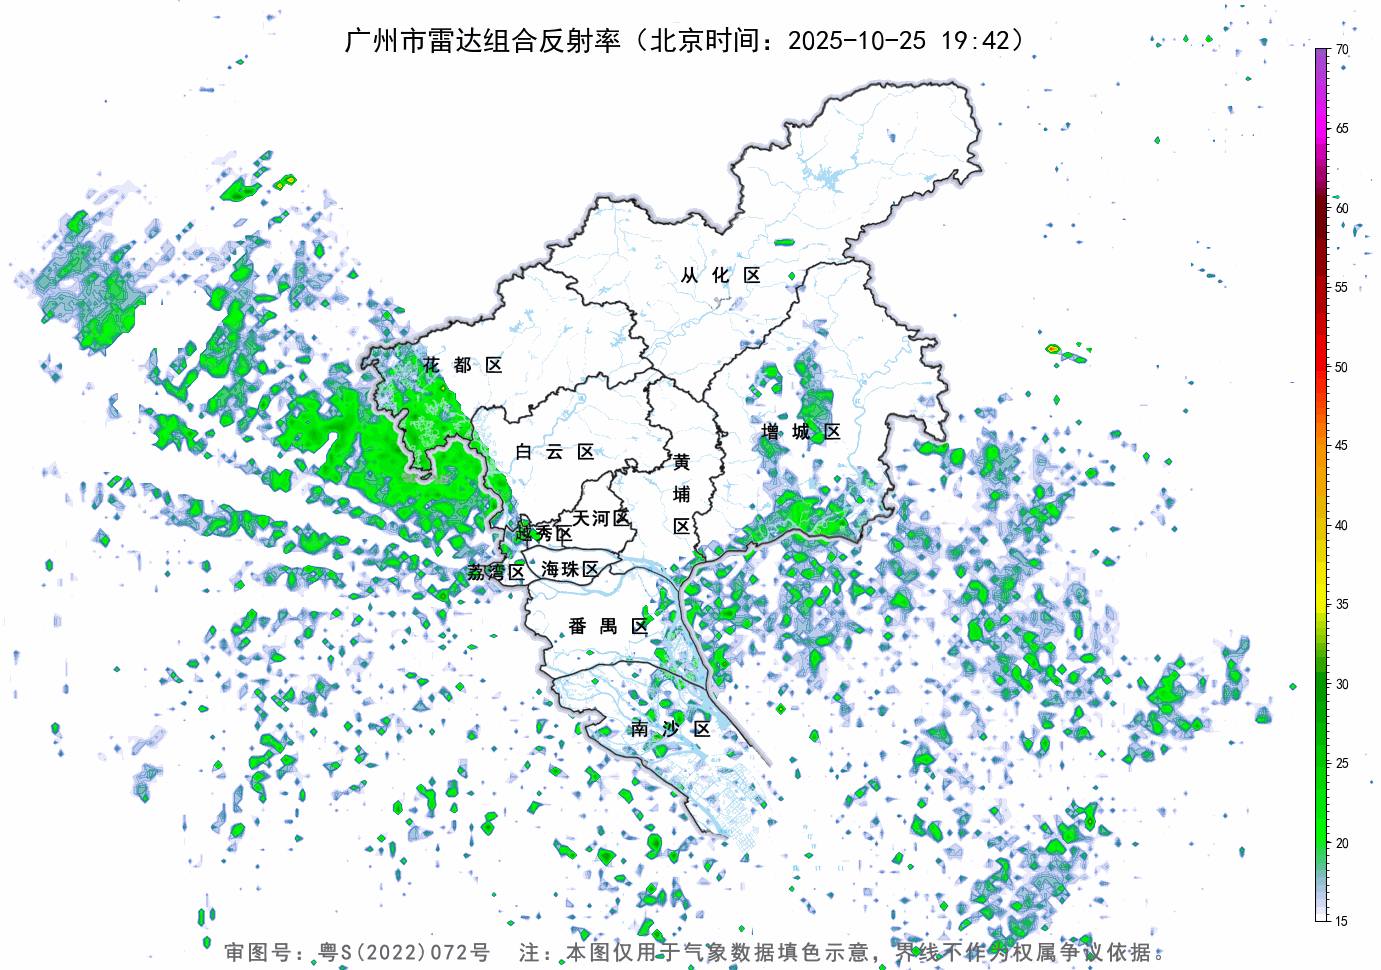 广州市雷达组合反射率（北京时间：2025-10-25 19:42）
70
65
60
55
50
45
40
35
30
25
20
15
从化区
花都区
增城区
白云区
黄埔区
天河区
越秀区
海珠区
荔湾区
番禺区
南沙区
审图号：粤S(2022)072号 注：本图仅用于气象数据填色示意，界线不作为权属争议依据。